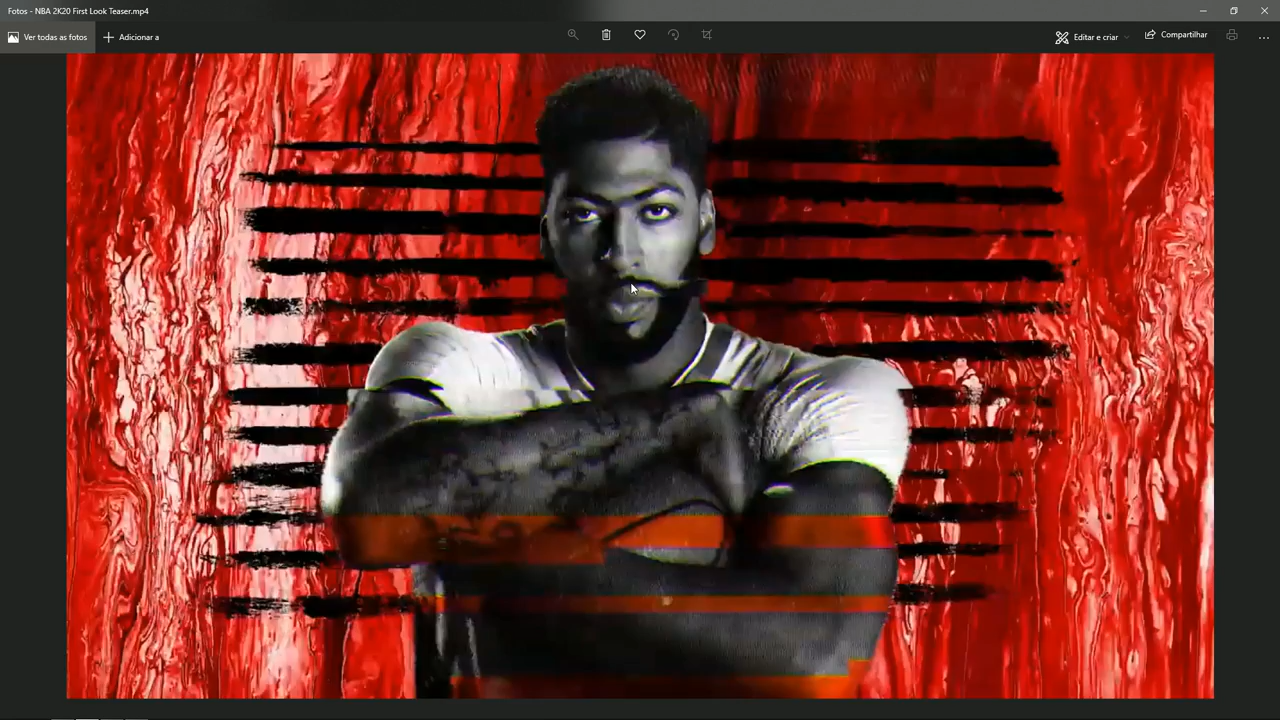 Fotos - NBA 2K20 First Look Teaser.mp4
Ver todas as fotos
Adicionar a
Editar e criar
Compartilhar